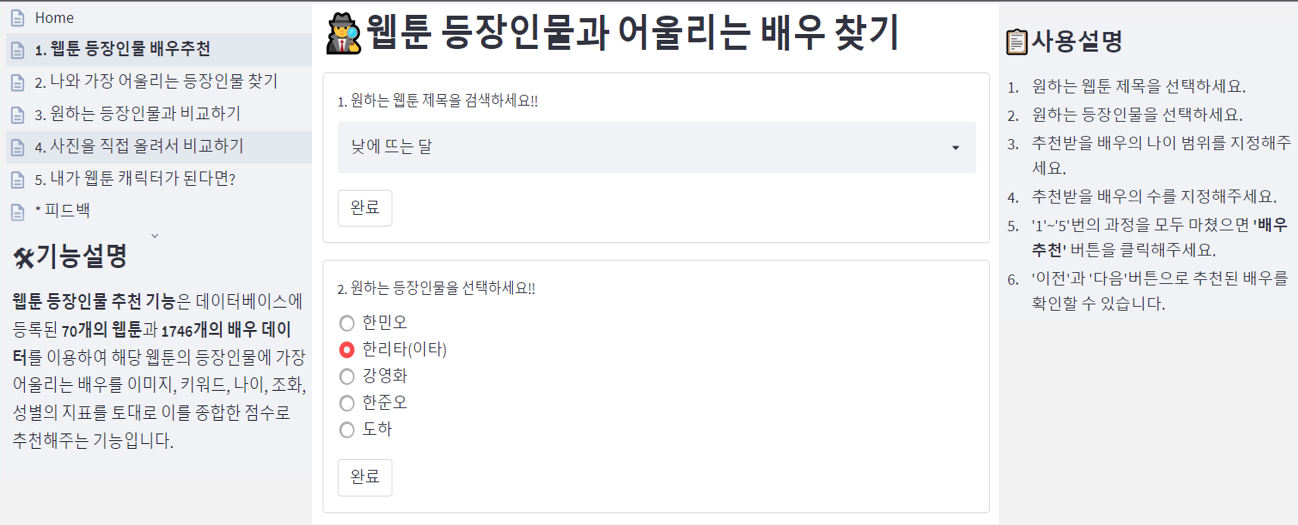 Home
1. 웹툰 등장인물 배우추천
2. 나와 가장 어울리는 등장인물 찾기
3. 원하는 등장인물과 비교하기
4. 사진을 직접 올려서 비교하기
5. 내가 웹툰 캐릭터가 된다면?
* 피드백
기능설명
웹툰 등장인물 추천 기능은 데이터베이스에
등록된 70개의 웹툰과 1746개의 배우 데이
터를 이용하여 해당 웹툰의 등장인물에 가장
어울리는 배우를 이미지, 키워드, 나이, 조화,
성별의 지표를 토대로 이를 종합한 점수로
추천해주는 기능입니다.
웹툰 등장인물과 어울리는 배우 찾기
1. 원하는 웹툰 제목을 검색하세요!!
낮에 뜨는 달
완료
2. 원하는 등장인물을 선택하세요!!
한민오
한리타(이타)
강영화
한준오
도하
완료
사용설명
1. 원하는 웹툰 제목을 선택하세요.
2. 원하는 등장인물을 선택하세요.
3. 추천받을 배우의 나이 범위를 지정해주
세요.
4. 추천받을 배우의 수를 지정해주세요.
5. '1'~'5'번의 과정을 모두 마쳤으면 '배우
추천' 버튼을 클릭해주세요.
6. '이전'과 '다음'버튼으로 추천된 배우를
확인할 수 있습니다.